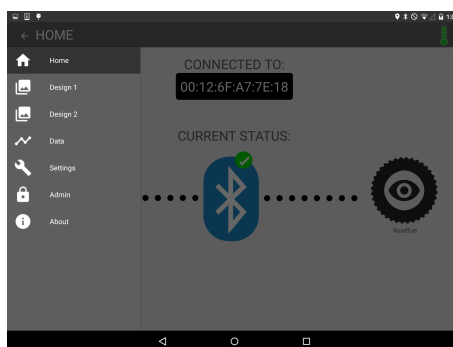 HOME
Home
Design 1
Design 2
Data
Settings
Admin
About
CONNECTED TO:
00:12:6F:A7:7E:18
CURRENT STATUS:
RoadEye